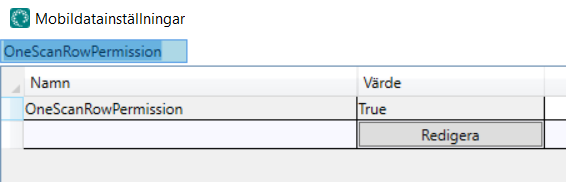 Mobildatainställningar
OneScanRowPermission
Namn Värde
OneScanRowPermission True
Redigera